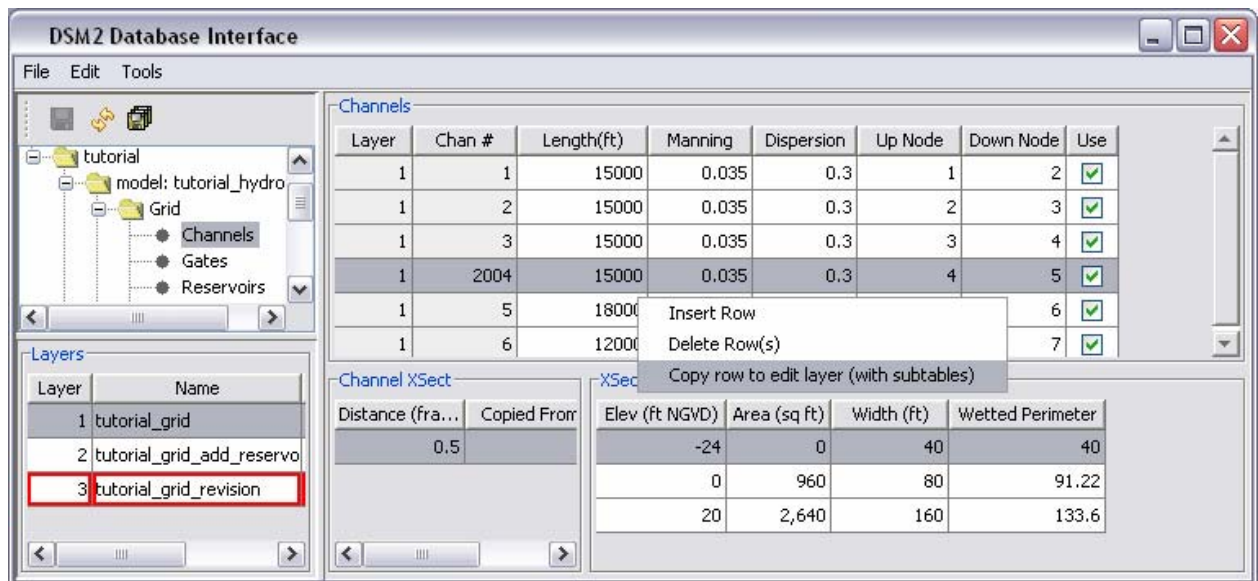 DSM2 Database Interface
File Edit Tools
tutorial
model: tutorial_hydro
Grid
Channels
Gates
Reservoirs
Layers
Layer Name
1 tutorial_grid
2 tutorial_grid_add_reservo
3 tutorial_grid_revision
Channels
Layer Chan # Length(ft) Manning Dispersion Up Node Down Node Use
1 1 15000 0.035 0.3 1 2
1 2 15000 0.035 0.3 2 3
1 3 15000 0.035 0.3 3 4
1 2004 15000 0.035 0.3 4 5
1 5 18000 6
1 6 12000 7
Insert Row
Delete Row(s)
Copy row to edit layer (with subtables)
Channel XSect
Distance (fra... Copied From
0.5
XSec
Elev (ft NGVD) Area (sq ft) Width (ft) Wetted Perimeter
-24 0 40 40
0 960 80 91.22
20 2,640 160 133.6